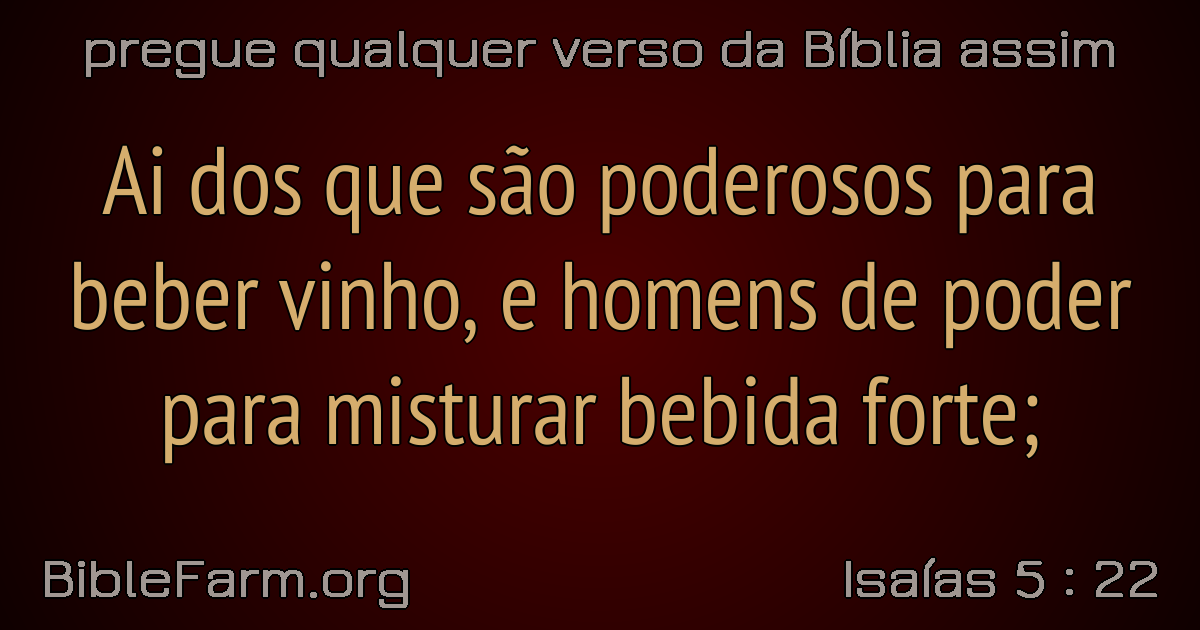 pregue qualquer verso da Bíblia assim
Ai dos que são poderosos para
beber vinho, e homens de poder
para misturar bebida forte;
BibleFarm.org
Isaías 5 : 22